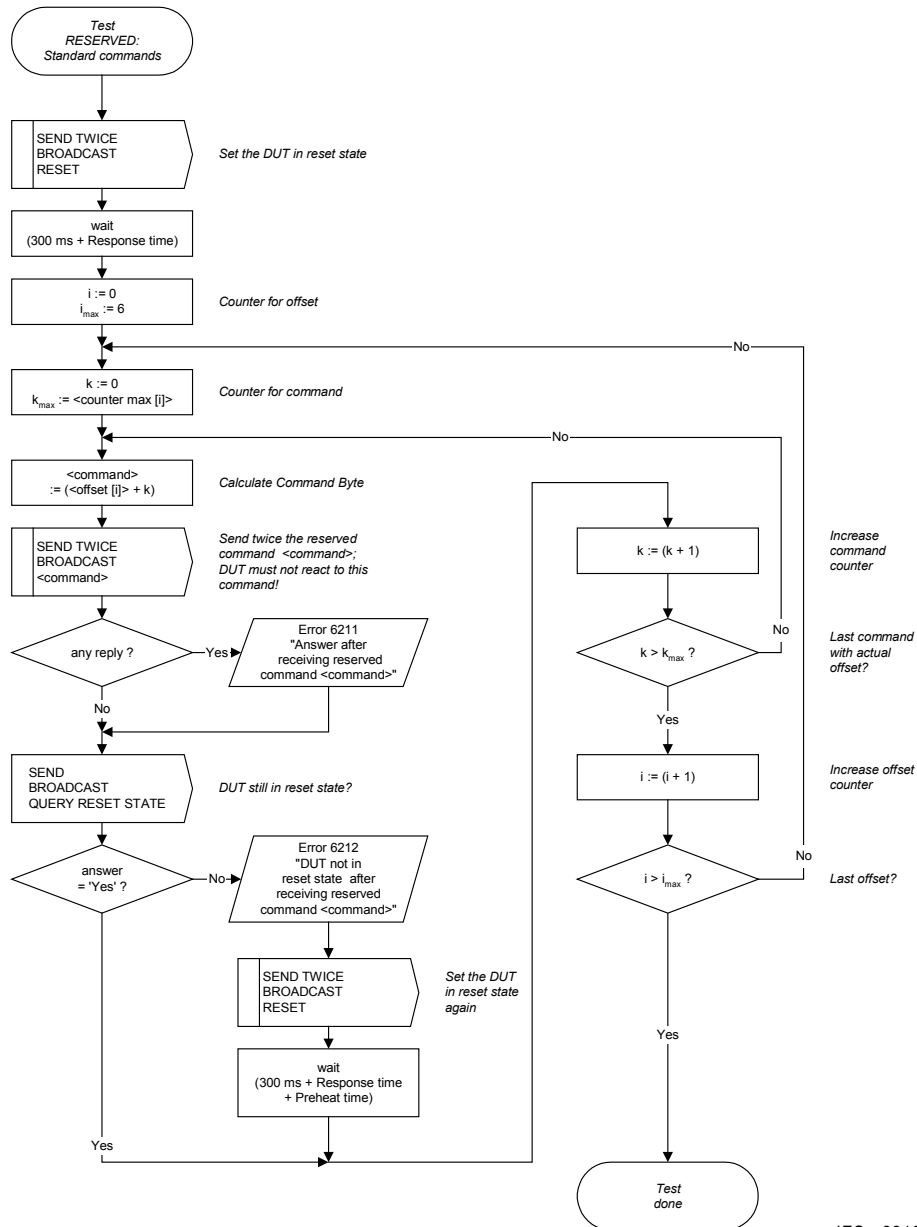 Test
RESERVED:
Standard commands
SEND TWICE
BROADCAST
RESET
Set the DUT in reset state
wait
(300 ms + Response time)
i := 0
imax := 6
Counter for offset
No
k := 0
kmax := <counter max [i]>
Counter for command
No
<command>
:= (<offset [i]> + k)
Calculate Command Byte
SEND TWICE
BROADCAST
<command>
Send twice the reserved
command <command>;
DUT must not react to this
command!
any reply ?
Yes
Error 6211
"Answer after
receiving reserved
command <command>"
No
SEND
BROADCAST
QUERY RESET STATE
DUT still in reset state?
answer
= 'Yes' ?
No
Error 6212
"DUT not in
reset state after
receiving reserved
command <command>"
SEND TWICE
BROADCAST
RESET
Set the DUT
in reset state
again
wait
(300 ms + Response time
+ Preheat time)
Yes
k := (k + 1)
Increase
command
counter
k > kmax ?
No
Last command
with actual
offset?
Yes
i := (i + 1)
Increase offset
counter
i > imax ?
No
Last offset?
Yes
Test
done